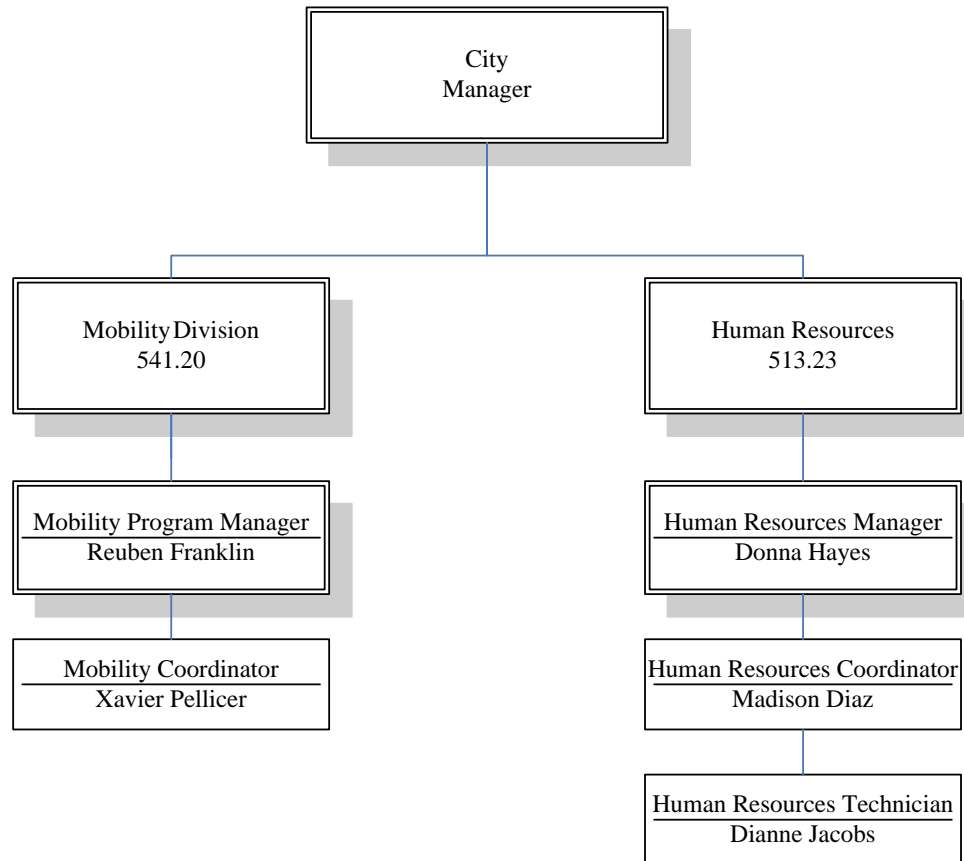 City
Manager
Mobility Division
541.20
Human Resources
513.23
Mobility Program Manager
Reuben Franklin
Human Resources Manager
Donna Hayes
Mobility Coordinator
Xavier Pellicer
Human Resources Coordinator
Madison Diaz
Human Resources Technician
Dianne Jacobs